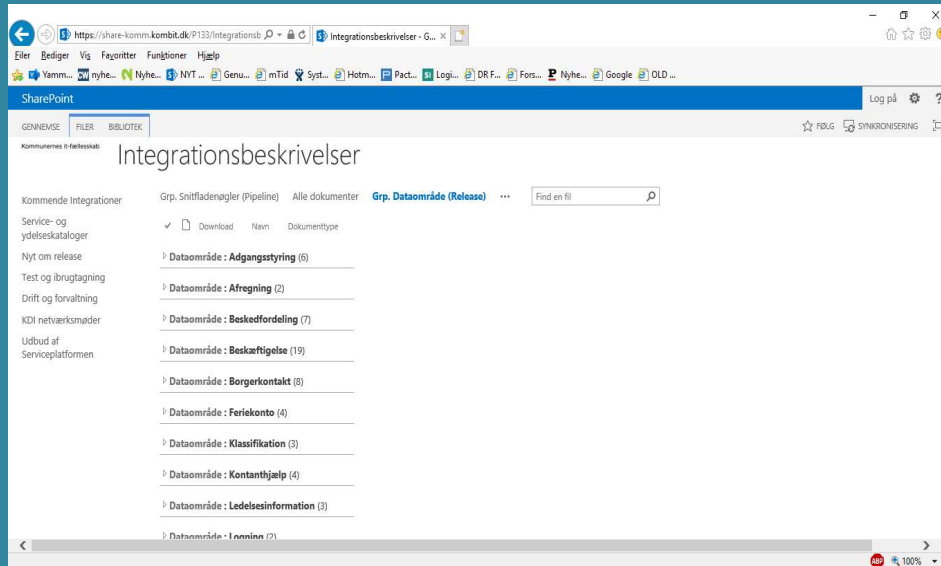 https://share-komm.kombit.dk/P133/Integrationsb
Integrationsbeskrivelser - G...
Filer Rediger Vis Favoritter Funktioner Hjælp
Yamm... nyhe... Nyhe... NYT ... Genu... mTid Syst... Hotm... Pact... Logi... DR F... Fors... Nyhe... Google OLD ...
SharePoint Log på ?
GENNEMSE FILER BIBLIOTEK FØLG SYNKRONISERING
Kommunernes it-fællesskab
Integrationsbeskrivelser
Grp. Snitfladenøgler (Pipeline) Alle dokumenter Grp. Dataområde (Release) ... Find en fil
Kommende Integrationer
Service- og
ydelseskataloger
Nyt om release
Test og ibrugtagning
Drift og forvaltning
KDI netværksmøder
Udbud af
Serviceplatformen
Download Navn Dokumenttype
Dataområde : Adgangsstyring (6)
Dataområde : Afregning (2)
Dataområde : Beskedfordeling (7)
Dataområde : Beskæftigelse (19)
Dataområde : Borgerkontakt (8)
Dataområde : Feriekonto (4)
Dataområde : Klassifikation (3)
Dataområde : Kontanthjælp (4)
Dataområde : Ledelsesinformation (3)
Dataområde : Logning (2)
ABP 100%